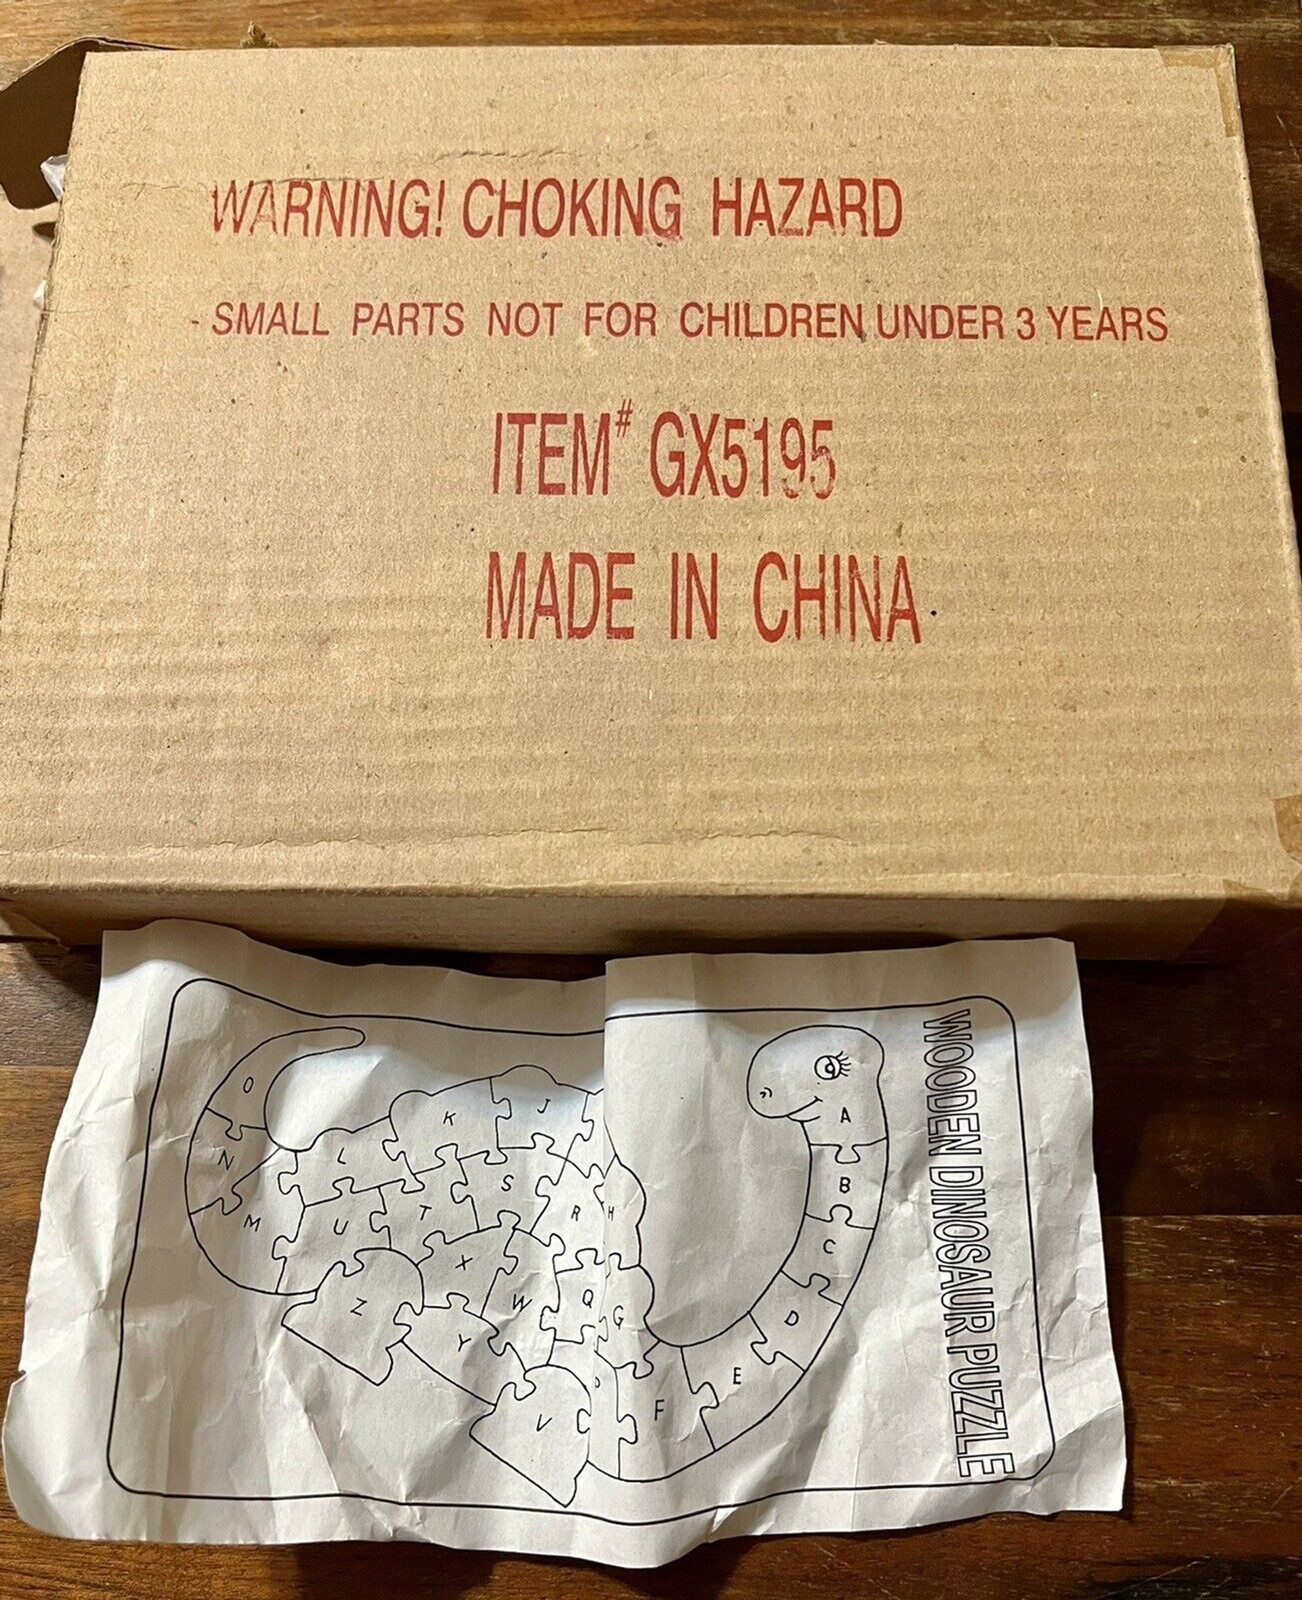 WARNING! CHOKING HAZARD
- SMALL PARTS NOT FOR CHILDREN UNDER 3 YEARS
ITEM# GX5195
MADE IN CHINA
WOODEN DINOSAUR PUZZLE
A
B
C
D
E
F
G
H
J
K
L
M
N
O
P
Q
R
S
T
U
V
W
X
Y
Z